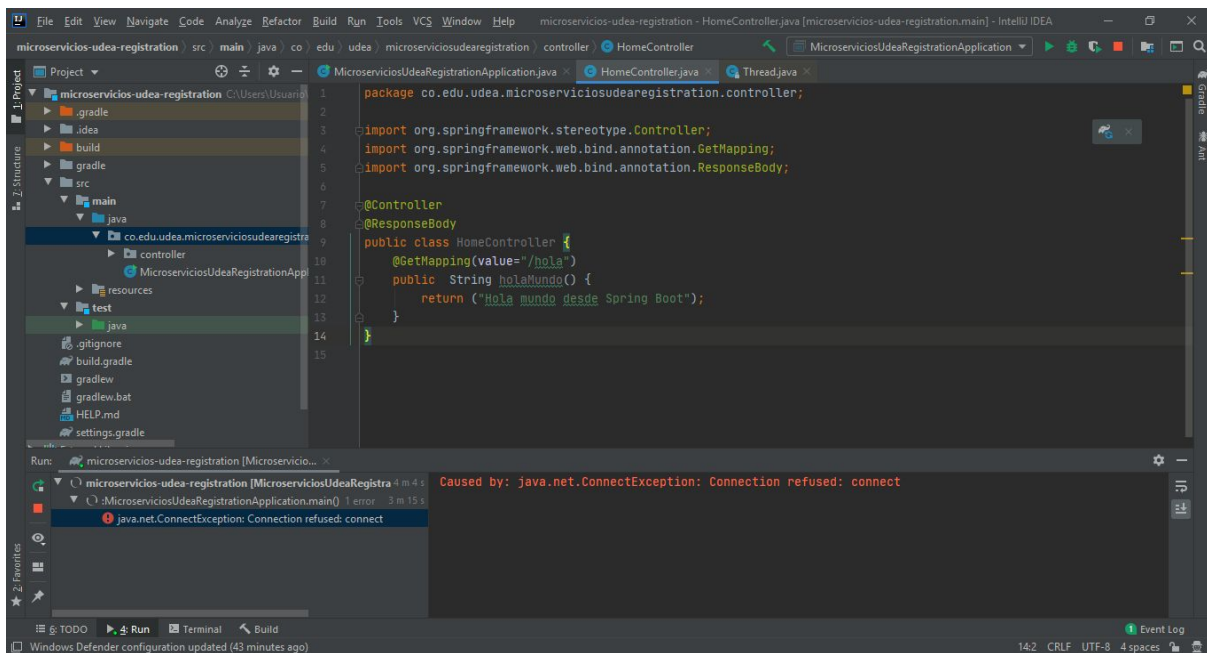 File Edit View Navigate Code Analyze Refactor Build Run Tools VCS Window Help microservicios-udea-registration - HomeController.java [microservicios-udea-registration.main] - IntelliJ IDEA
microservicios-udea-registration src main java co edu udea microserviciosudearegistration controller HomeController MicroserviciosUdeaRegistrationApplication
Project MicroserviciosUdeaRegistrationApplication.java HomeController.java Thread.java
1: Project
7: Structure
2: Favorites
Gradle
Ant
microservicios-udea-registration C:\Users\Usuario\
.gradle
.idea
build
gradle
src
main
java
co.edu.udea.microserviciosudearegistra
controller
MicroserviciosUdeaRegistrationAppl
resources
test
java
.gitignore
build.gradle
gradlew
gradlew.bat
HELP.md
settings.gradle
1 package co.edu.udea.microserviciosudearegistration.controller;
2
3 import org.springframework.stereotype.Controller;
4 import org.springframework.web.bind.annotation.GetMapping;
5 import org.springframework.web.bind.annotation.ResponseBody;
6
7 @Controller
8 @ResponseBody
9 public class HomeController {
10 @GetMapping(value="/hola")
11 public String holaMundo() {
12 return ("Hola mundo desde Spring Boot");
13 }
14 }
15
Run: microservicios-udea-registration [Microservicio...
microservicios-udea-registration [MicroserviciosUdeaRegistra 4 m 4 s
:MicroserviciosUdeaRegistrationApplication.main() 1 error 3 m 15 s
java.net.ConnectException: Connection refused: connect
Caused by: java.net.ConnectException: Connection refused: connect
6: TODO 4: Run Terminal Build 1 Event Log
Windows Defender configuration updated (43 minutes ago) 14:2 CRLF UTF-8 4 spaces